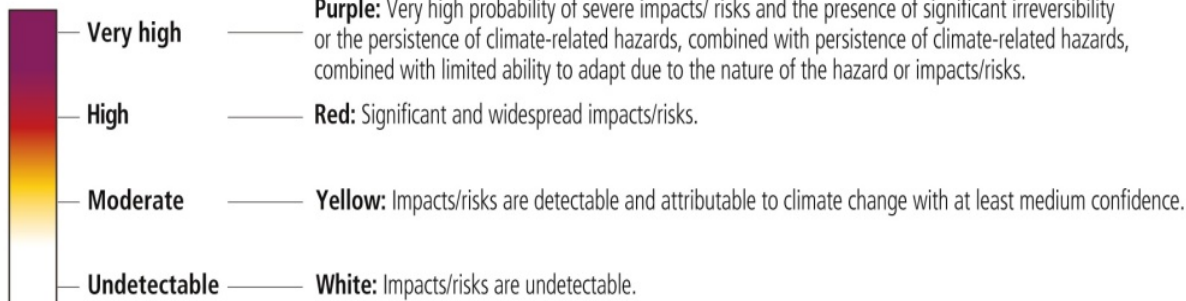 Purple: Very high probability of severe impacts/ risks and the presence of significant irreversibility
Very high
or the persistence of climate-related hazards, combined with persistence of climate-related hazards,
combined with limited ability to adapt due to the nature of the hazard or impacts/risks.
High
Red: Significant and widespread impacts/risks.
Moderate
Yellow: Impacts/risks are detectable and attributable to climate change with at least medium confidence.
Undetectable
White: Impacts/risks are undetectable.